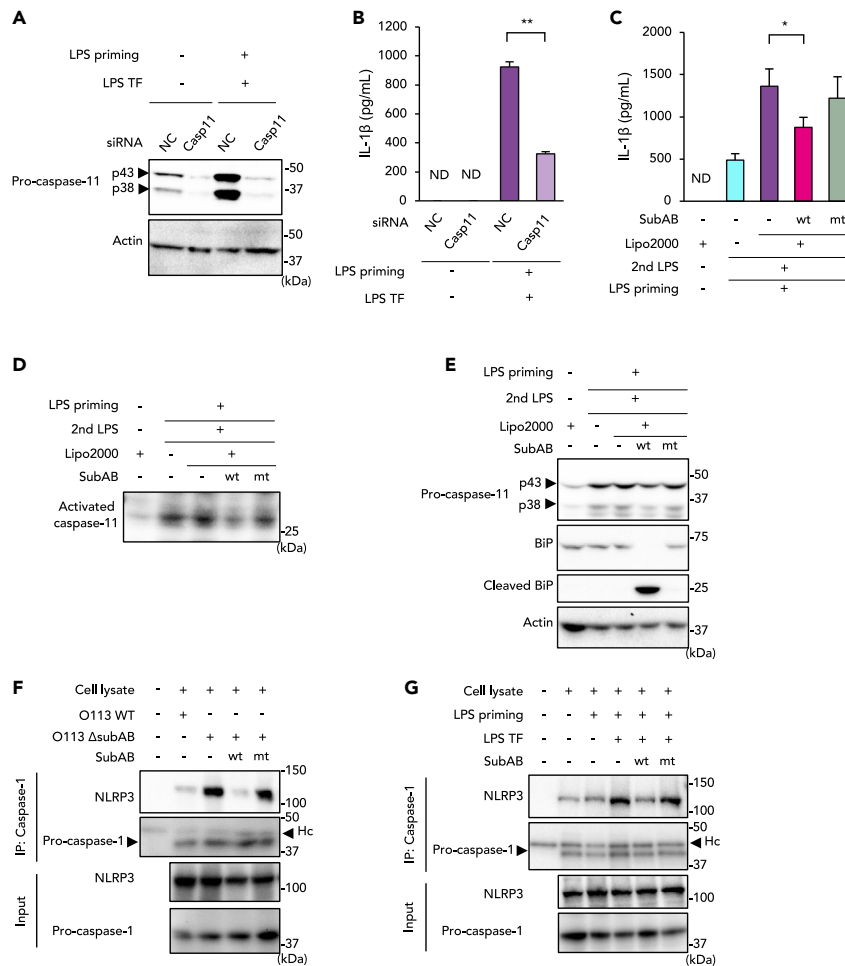 A
LPS priming - +
LPS TF - +
siRNA NC Casp11 NC Casp11
Pro-caspase-11 p43 p38 -50 -37
Actin -50 -37
(kDa)
B
IL-1β (pg/mL)
1200
1000
800
600
400
200
0
ND ND **
siRNA NC Casp11 NC Casp11
LPS priming - +
LPS TF - +
C
IL-1β (pg/mL)
2000
1500
1000
500
0
ND *
SubAB - - - wt mt
Lipo2000 + - +
2nd LPS - +
LPS priming - +
D
LPS priming - +
2nd LPS - +
Lipo2000 + - +
SubAB - - - wt mt
Activated caspase-11 -25
(kDa)
E
LPS priming - +
2nd LPS - +
Lipo2000 + - +
SubAB - - - wt mt
Pro-caspase-11 p43 p38 -50 -37
BiP -75
Cleaved BiP -25
Actin -37
(kDa)
F
Cell lysate - + + + +
O113 WT - + - - -
O113 ΔsubAB - - + + +
SubAB - - - wt mt
IP: Caspase-1
NLRP3 -150 -100
Pro-caspase-1 -50 Hc -37
Input
NLRP3 -100
Pro-caspase-1 -37
(kDa)
G
Cell lysate - + + + + +
LPS priming - - + + + +
LPS TF - - - + + +
SubAB - - - - wt mt
IP: Caspase-1
NLRP3 -150 -100
Pro-caspase-1 -50 Hc -37
Input
NLRP3 -100
Pro-caspase-1 -37
(kDa)